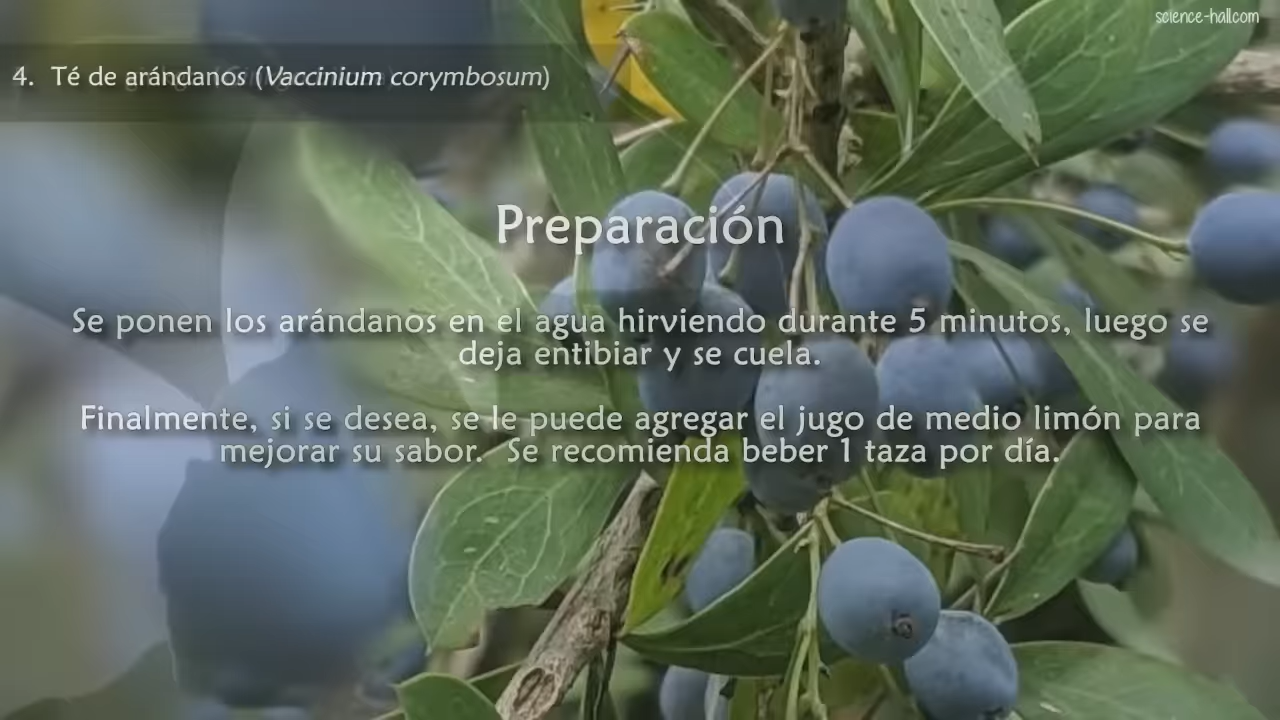 science-hall.com
4. Té de arándanos (Vaccinium corymbosum)
Preparación
Se ponen los arándanos en el agua hirviendo durante 5 minutos, luego se
deja entibiar y se cuela.
Finalmente, si se desea, se le puede agregar el jugo de medio limón para
mejorar su sabor. Se recomienda beber 1 taza por día.